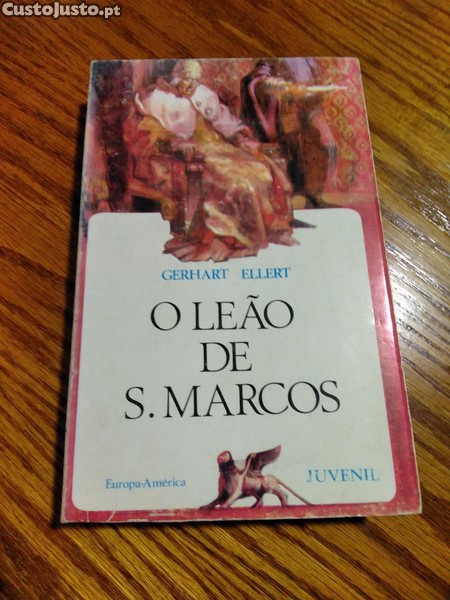 CustoJusto.pt
GERHART ELLERT
O LEÃO
DE
S. MARCOS
Europa-América
JUVENIL